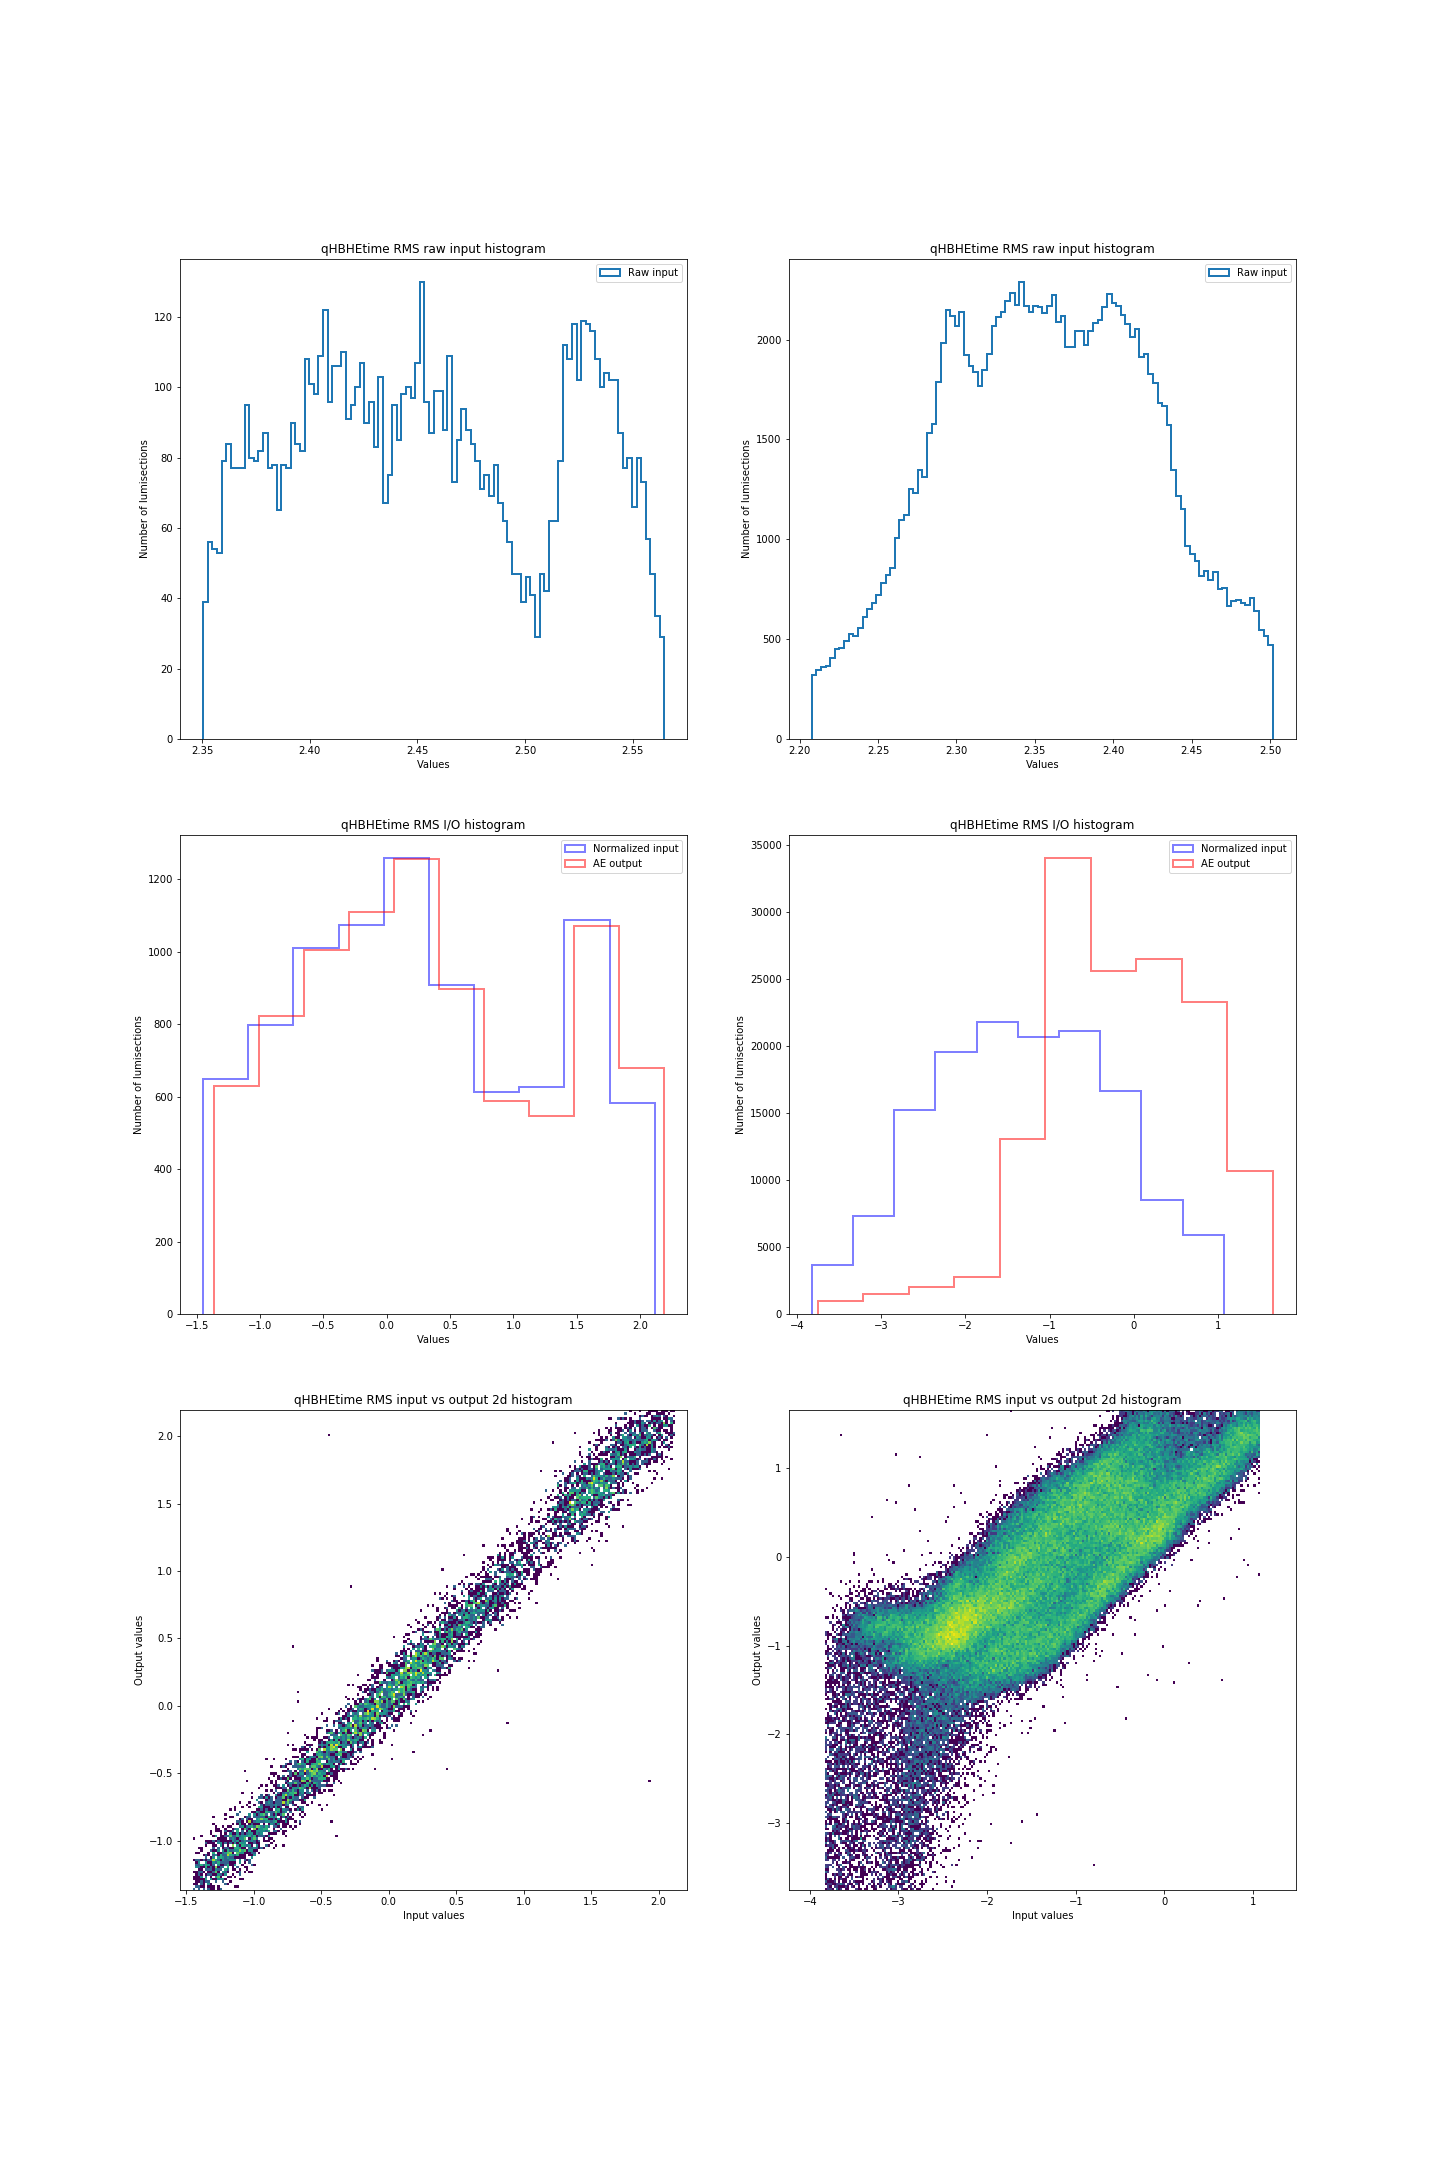 qHBHEtime RMS raw input histogram
Raw input
Number of lumisections
120
100
80
60
40
20
0
2.35 2.40 2.45 2.50 2.55
Values
qHBHEtime RMS raw input histogram
Raw input
Number of lumisections
2000
1500
1000
500
0
2.20 2.25 2.30 2.35 2.40 2.45 2.50
Values
qHBHEtime RMS I/O histogram
Normalized input
AE output
Number of lumisections
1200
1000
800
600
400
200
0
−1.5 −1.0 −0.5 0.0 0.5 1.0 1.5 2.0
Values
qHBHEtime RMS I/O histogram
Normalized input
AE output
Number of lumisections
35000
30000
25000
20000
15000
10000
5000
0
−4 −3 −2 −1 0 1
Values
qHBHEtime RMS input vs output 2d histogram
Output values
2.0
1.5
1.0
0.5
0.0
−0.5
−1.0
−1.5 −1.0 −0.5 0.0 0.5 1.0 1.5 2.0
Input values
qHBHEtime RMS input vs output 2d histogram
Output values
1
0
−1
−2
−3
−4 −3 −2 −1 0 1
Input values